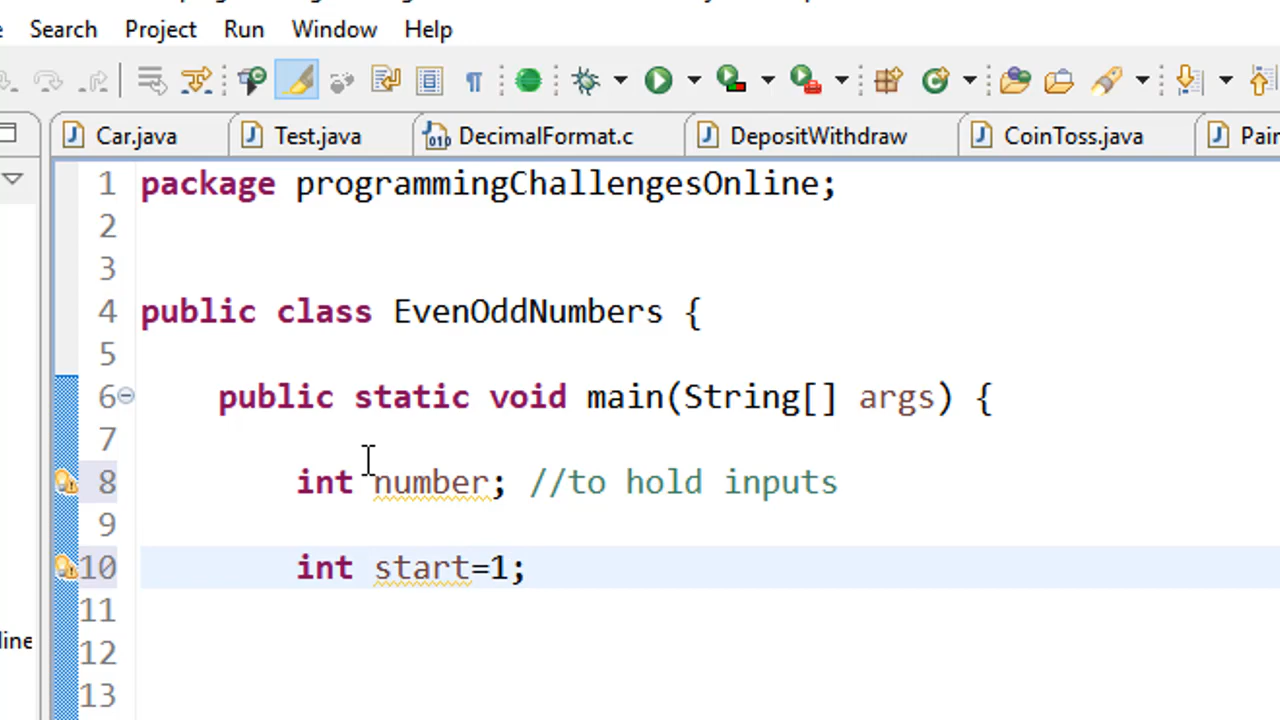 Search Project Run Window Help
Car.java Test.java DecimalFormat.c DepositWithdraw CoinToss.java
1 package programmingChallengesOnline;
2
3
4 public class EvenOddNumbers {
5
6 public static void main(String[] args) {
7
8 int number; //to hold inputs
9
10 int start=1;
11
12
13